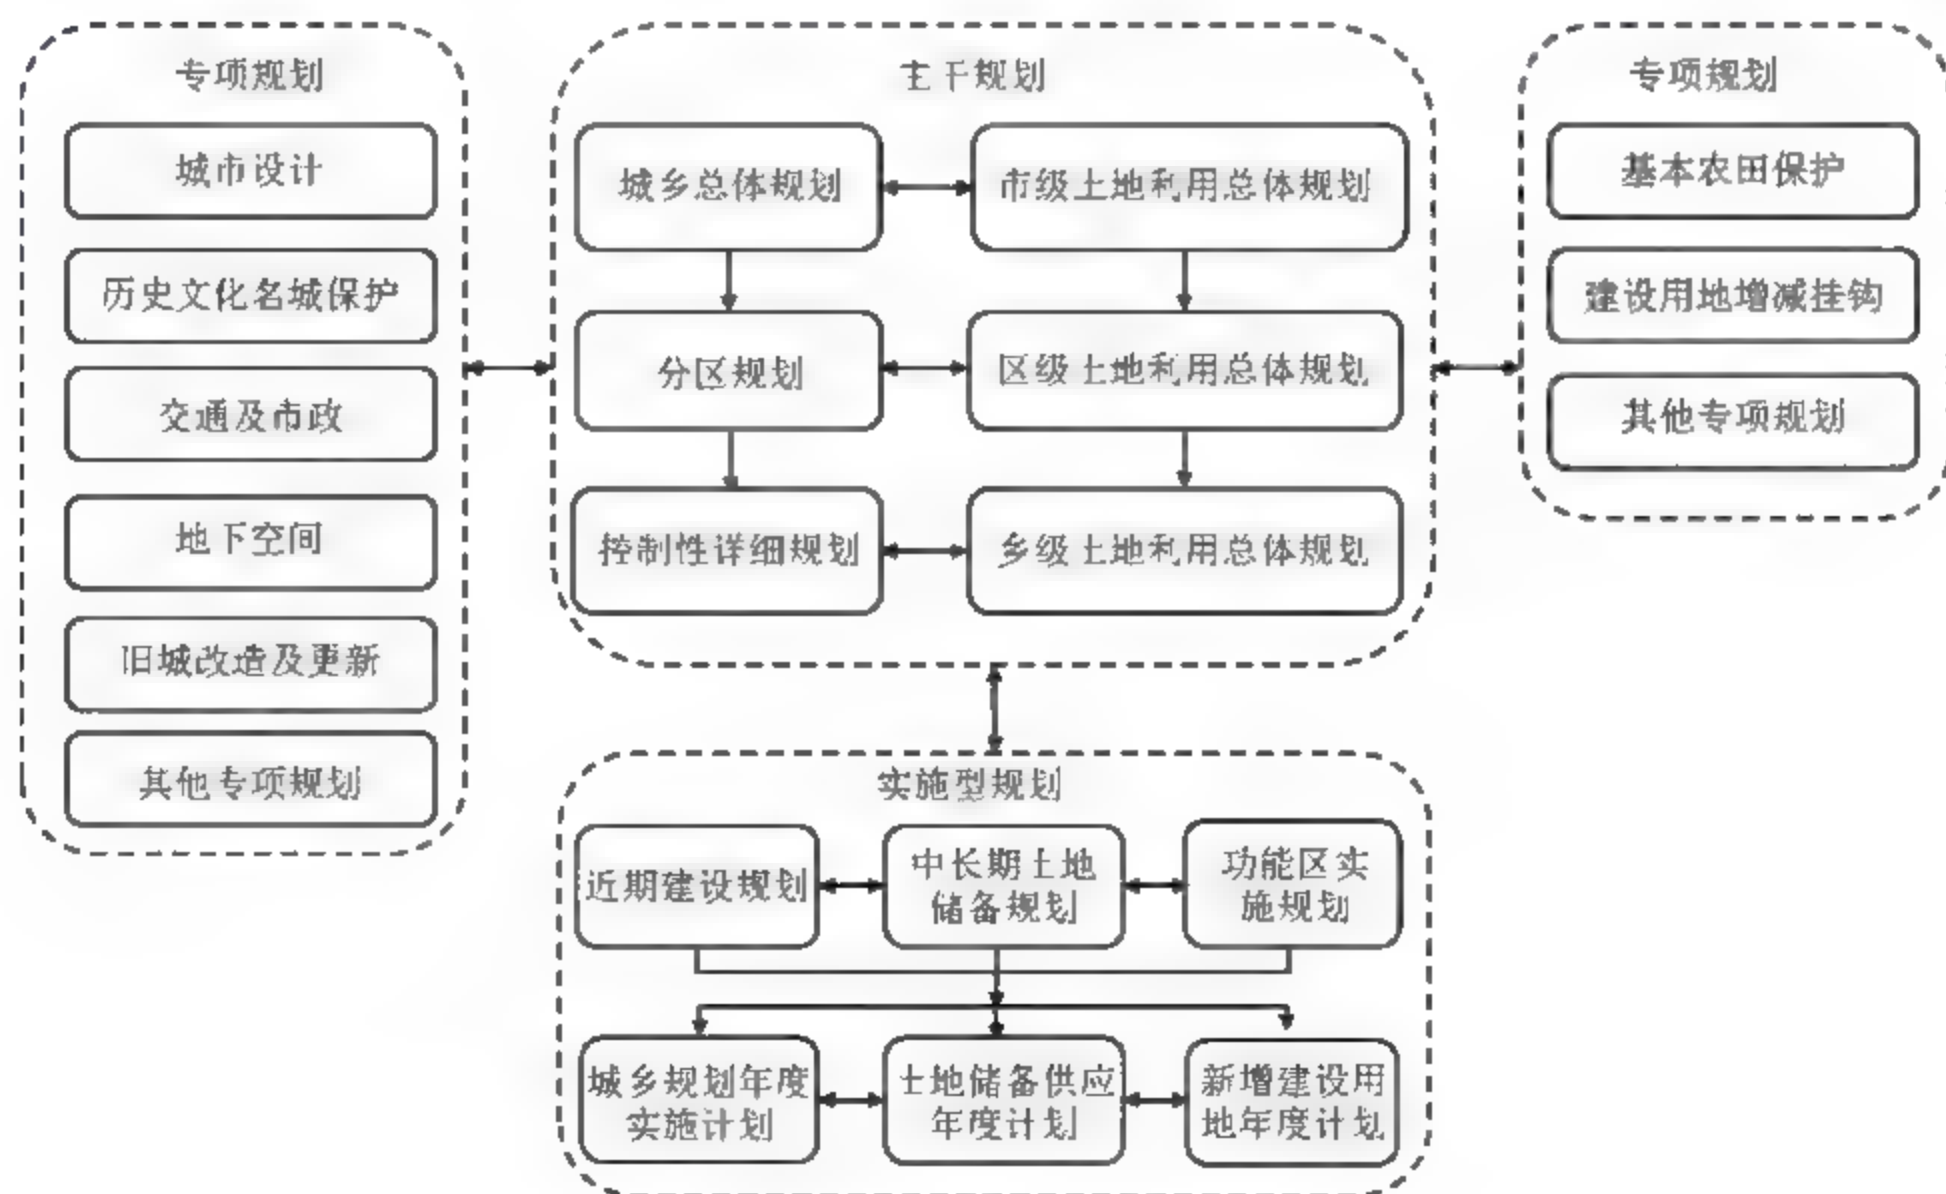 专项规划
城市设计
历史文化名城保护
交通及市政
地下空间
旧城改造及更新
其他专项规划
主干规划
城乡总体规划
市级土地利用总体规划
分区规划
区级土地利用总体规划
控制性详细规划
乡级土地利用总体规划
专项规划
基本农田保护
建设用地增减挂钩
其他专项规划
实施型规划
近期建设规划
中长期土地
储备规划
功能区实
施规划
城乡规划年度
实施计划
土地储备供应
年度计划
新增建设用
地年度计划